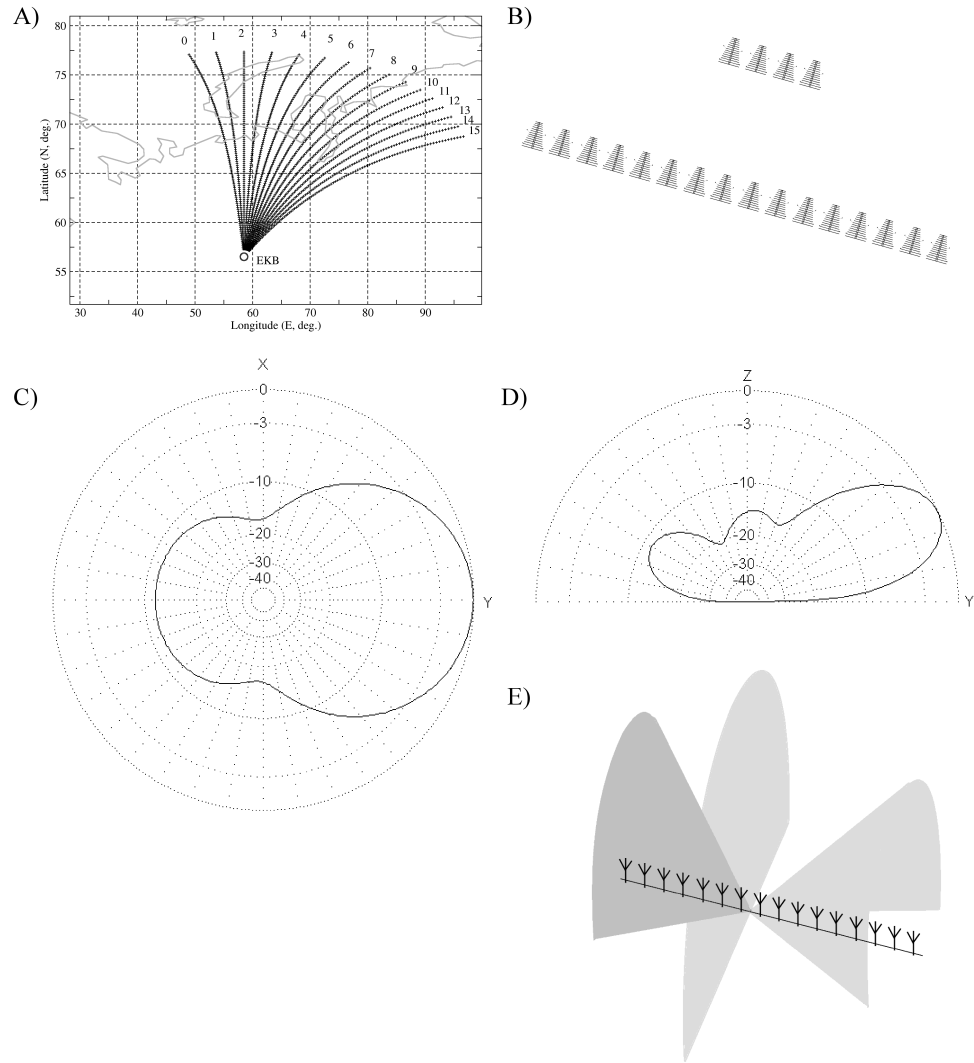 A)
80
75
70
65
60
55
Latitude (N, deg.)
0 1 2 3 4 5 6 7 8 9 10 11 12 13 14 15
EKB
30 40 50 60 70 80 90
Longitude (E, deg.)
B)
C)
X
0
-3
-10
-20
-30
-40
Y
D)
Z
0
-3
-10
-20
-30
-40
Y
E)